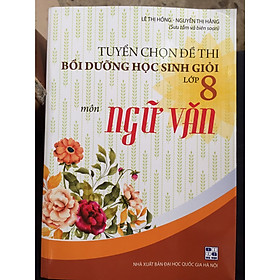 LÊ THỊ HỒNG - NGUYỄN THỊ HẰNG
(Sưu tầm và biên soạn)
TUYỂN CHỌN ĐỀ THI
BỒI DƯỠNG HỌC SINH GIỎI
LỚP 8
môn NGỮ VĂN
NHÀ XUẤT BẢN ĐẠI HỌC QUỐC GIA HÀ NỘI